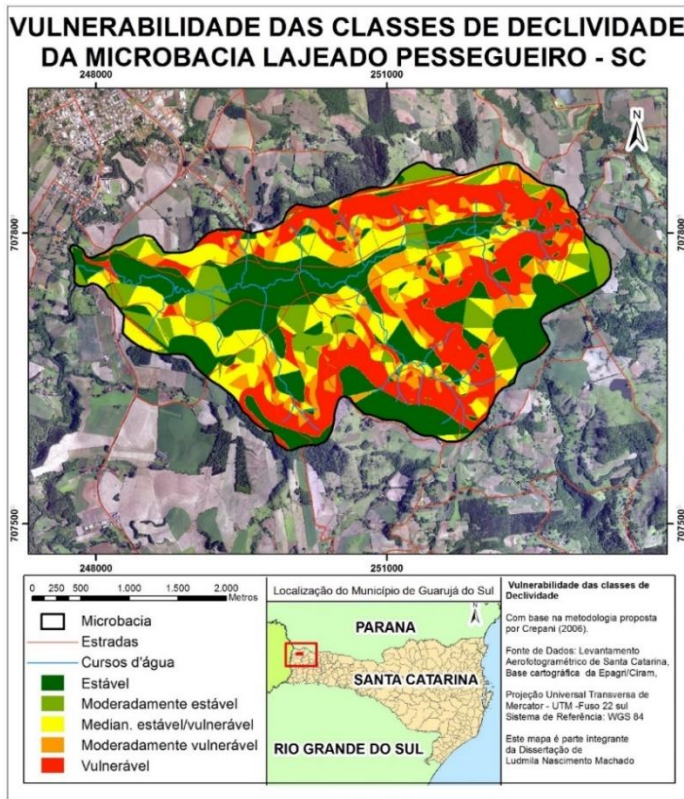 VULNERABILIDADE DAS CLASSES DE DECLIVIDADE
DA MICROBACIA LAJEADO PESSEGUEIRO - SC
248000
251000
N
707800
707800
707500
707500
248000
251000
0 250 500 1.000 1.500 2.000
Metros
Microbacia
Estradas
Cursos d'água
Estável
Moderadamente estável
Median. estável/vulnerável
Moderadamente vulnerável
Vulnerável
Localização do Município de Guarujá do Sul
N
PARANA
SANTA CATARINA
RIO GRANDE DO SUL
Vulnerabilidade das classes de
Declividade
Com base na metodologia proposta
por Crepani (2006).
Fonte de Dados: Levantamento
Aerofotogramétrico de Santa Catarina,
Base cartográfica da Epagri/Ciram,
Projeção Universal Transversa de
Mercator - UTM -Fuso 22 sul
Sistema de Referência: WGS 84
Este mapa é parte integrante
da Dissertação de
Ludmila Nascimento Machado